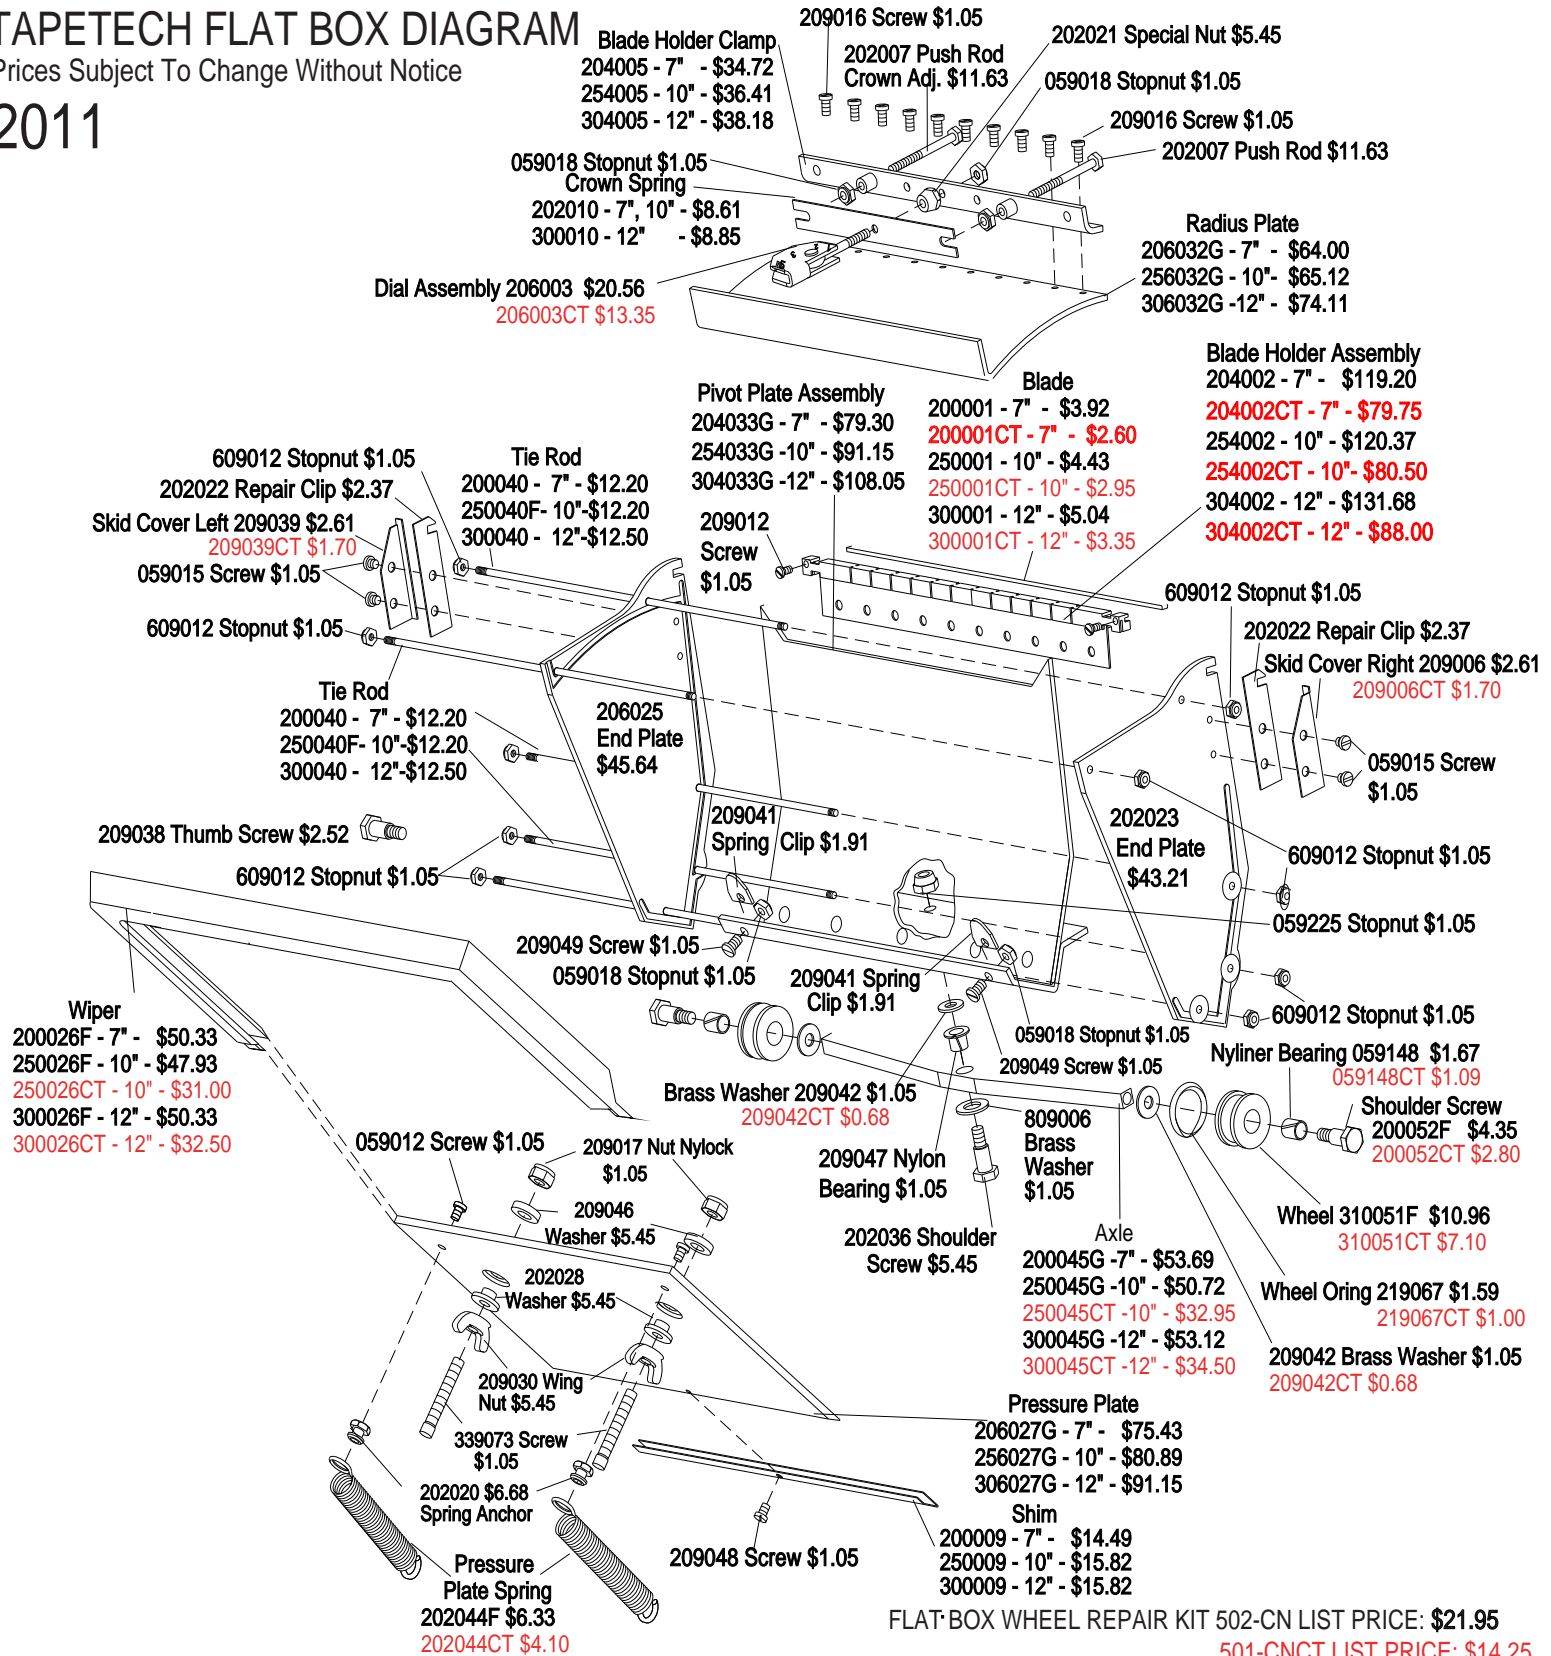 TAPETECH FLAT BOX DIAGRAM
Prices Subject To Change Without Notice
2011
209016 Screw $1.05
Blade Holder Clamp
204005 - 7" - $34.72
254005 - 10" - $36.41
304005 - 12" - $38.18
202007 Push Rod
Crown Adj. $11.63
202021 Special Nut $5.45
059018 Stopnut $1.05
209016 Screw $1.05
202007 Push Rod $11.63
059018 Stopnut $1.05
Crown Spring
202010 - 7", 10" - $8.61
300010 - 12" - $8.85
Radius Plate
206032G - 7" - $64.00
256032G - 10"- $65.12
306032G -12" - $74.11
Dial Assembly 206003 $20.56
206003CT $13.35
Blade Holder Assembly
204002 - 7" - $119.20
204002CT - 7" - $79.75
254002 - 10" - $120.37
254002CT - 10"- $80.50
304002 - 12" - $131.68
304002CT - 12" - $88.00
Blade
200001 - 7" - $3.92
200001CT - 7" - $2.60
250001 - 10" - $4.43
250001CT - 10" - $2.95
300001 - 12" - $5.04
300001CT - 12" - $3.35
Pivot Plate Assembly
204033G - 7" - $79.30
254033G -10" - $91.15
304033G -12" - $108.05
609012 Stopnut $1.05
202022 Repair Clip $2.37
Skid Cover Left 209039 $2.61
209039CT $1.70
059015 Screw $1.05
609012 Stopnut $1.05
Tie Rod
200040 - 7" - $12.20
250040F- 10"-$12.20
300040 - 12"-$12.50
209012
Screw
$1.05
609012 Stopnut $1.05
202022 Repair Clip $2.37
Skid Cover Right 209006 $2.61
209006CT $1.70
059015 Screw
$1.05
Tie Rod
200040 - 7" - $12.20
250040F- 10"-$12.20
300040 - 12"-$12.50
206025
End Plate
$45.64
209038 Thumb Screw $2.52
609012 Stopnut $1.05
209041
Spring Clip $1.91
202023
End Plate
$43.21
609012 Stopnut $1.05
059225 Stopnut $1.05
209049 Screw $1.05
059018 Stopnut $1.05
209041 Spring
Clip $1.91
059018 Stopnut $1.05
209049 Screw $1.05
609012 Stopnut $1.05
Wiper
200026F - 7" - $50.33
250026F - 10" - $47.93
250026CT - 10" - $31.00
300026F - 12" - $50.33
300026CT - 12" - $32.50
Nyliner Bearing 059148 $1.67
059148CT $1.09
Shoulder Screw
200052F $4.35
200052CT $2.80
Brass Washer 209042 $1.05
209042CT $0.68
809006
Brass
Washer
$1.05
209047 Nylon
Bearing $1.05
202036 Shoulder
Screw $5.45
059012 Screw $1.05
209017 Nut Nylock
$1.05
209046
Washer $5.45
202028
Washer $5.45
Wheel 310051F $10.96
310051CT $7.10
Axle
200045G -7" - $53.69
250045G -10" - $50.72
250045CT -10" - $32.95
300045G -12" - $53.12
300045CT -12" - $34.50
Wheel Oring 219067 $1.59
219067CT $1.00
209042 Brass Washer $1.05
209042CT $0.68
209030 Wing
Nut $5.45
339073 Screw
$1.05
202020 $6.68
Spring Anchor
Pressure Plate
206027G - 7" - $75.43
256027G - 10" - $80.89
306027G - 12" - $91.15
Shim
200009 - 7" - $14.49
250009 - 10" - $15.82
300009 - 12" - $15.82
209048 Screw $1.05
Pressure
Plate Spring
202044F $6.33
202044CT $4.10
FLAT BOX WHEEL REPAIR KIT 502-CN LIST PRICE: $21.95
501-CNCT LIST PRICE: $14.25